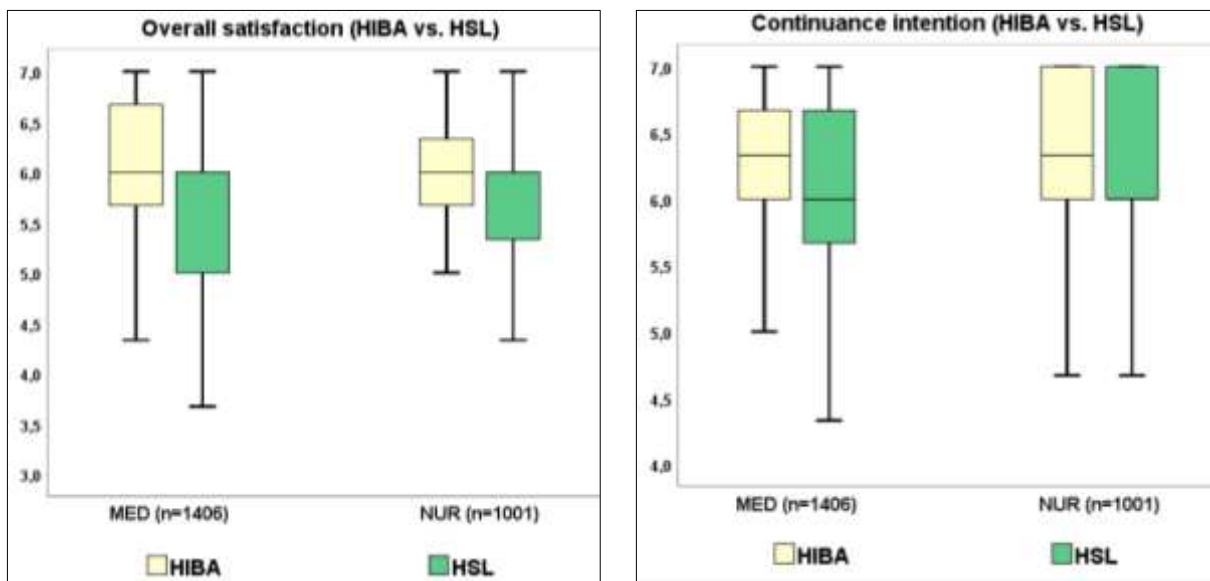 Overall satisfaction (HIBA vs. HSL)
7,0
6,5
6,0
5,5
5,0
4,5
4,0
3,5
3,0
MED (n=1406) NUR (n=1001)
HIBA HSL
Continuance intention (HIBA vs. HSL)
7,0
6,5
6,0
5,5
5,0
4,5
4,0
MED (n=1406) NUR (n=1001)
HIBA HSL